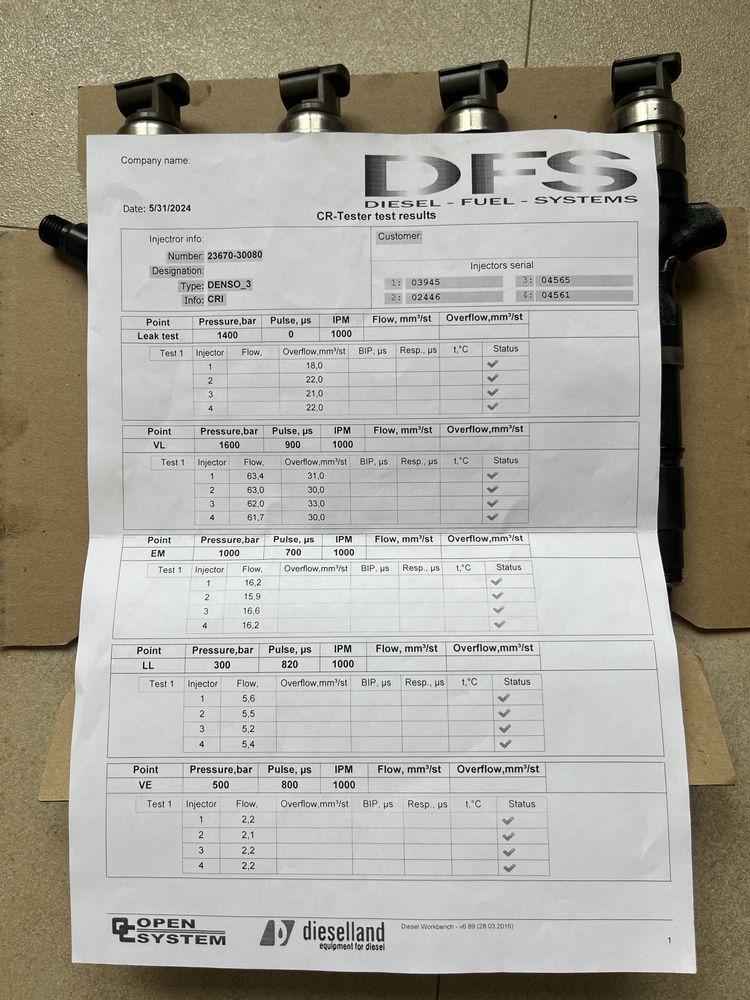 Company name:
DFS
DIESEL - FUEL - SYSTEMS
Date: 5/31/2024
CR-Tester test results
Injectror info:
Number: 23670-30080
Designation:
Type: DENSO_3
Info: CRI
Customer:
Injectors serial
1: 03945 3: 04565
2: 02446 4: 04561
Point Pressure,bar Pulse, µs IPM Flow, mm³/st Overflow,mm³/st
Leak test 1400 0 1000
Test 1 Injector Flow, Overflow,mm³/st BIP, µs Resp., µs t,°C Status
1 18,0
2 22,0
3 21,0
4 22,0
Point Pressure,bar Pulse, µs IPM Flow, mm³/st Overflow,mm³/st
VL 1600 900 1000
Test 1 Injector Flow, Overflow,mm³/st BIP, µs Resp., µs t,°C Status
1 63,4 31,0
2 63,0 30,0
3 62,0 33,0
4 61,7 30,0
Point Pressure,bar Pulse, µs IPM Flow, mm³/st Overflow,mm³/st
EM 1000 700 1000
Test 1 Injector Flow, Overflow,mm³/st BIP, µs Resp., µs t,°C Status
1 16,2
2 15,9
3 16,6
4 16,2
Point Pressure,bar Pulse, µs IPM Flow, mm³/st Overflow,mm³/st
LL 300 820 1000
Test 1 Injector Flow, Overflow,mm³/st BIP, µs Resp., µs t,°C Status
1 5,6
2 5,5
3 5,2
4 5,4
Point Pressure,bar Pulse, µs IPM Flow, mm³/st Overflow,mm³/st
VE 500 800 1000
Test 1 Injector Flow, Overflow,mm³/st BIP, µs Resp., µs t,°C Status
1 2,2
2 2,1
3 2,2
4 2,2
OPEN SYSTEM
dieselland
equipment for diesel
Diesel Workbench - v6.89 (28.03.2016)
1